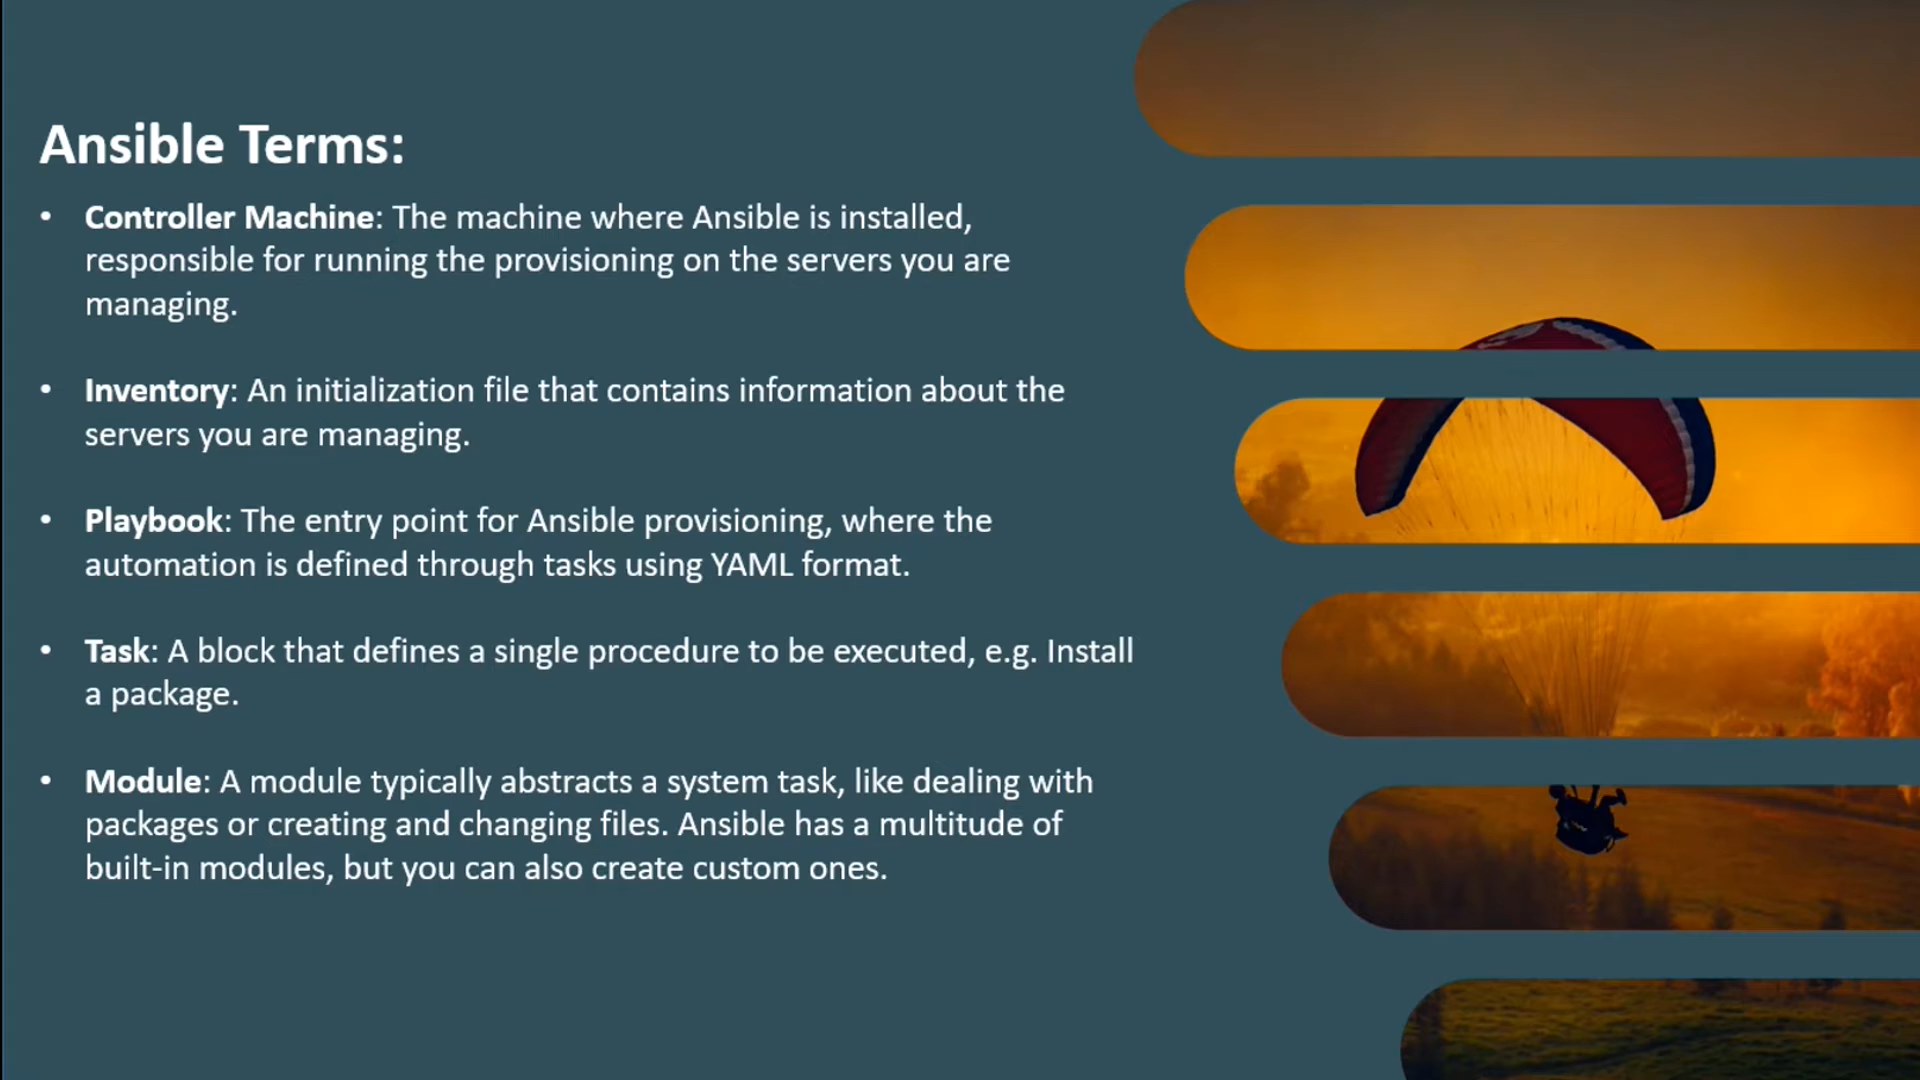 Ansible Terms:
• Controller Machine: The machine where Ansible is installed,
responsible for running the provisioning on the servers you are
managing.
• Inventory: An initialization file that contains information about the
servers you are managing.
• Playbook: The entry point for Ansible provisioning, where the
automation is defined through tasks using YAML format.
• Task: A block that defines a single procedure to be executed, e.g. Install
a package.
• Module: A module typically abstracts a system task, like dealing with
packages or creating and changing files. Ansible has a multitude of
built-in modules, but you can also create custom ones.